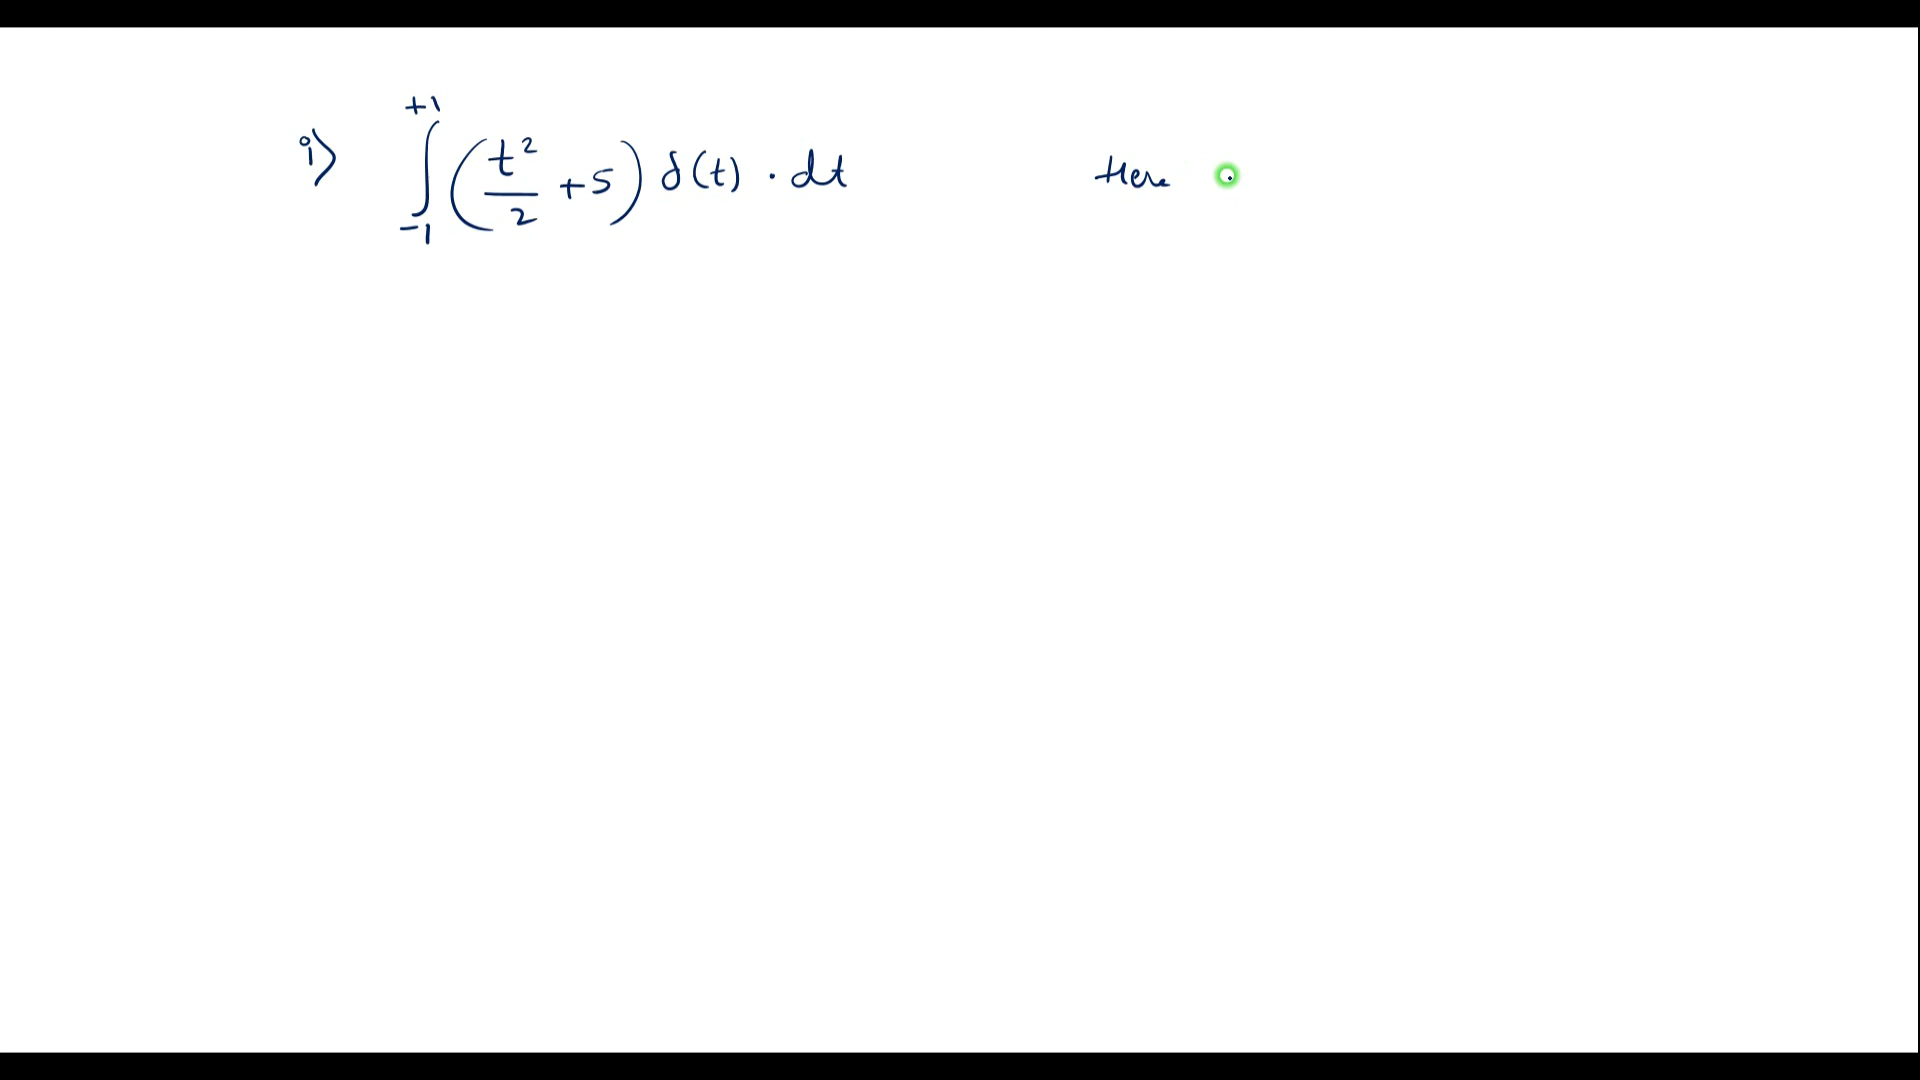 i) ∫₋₁⁺¹ (t²/2 + 5) δ(t) · dt Here